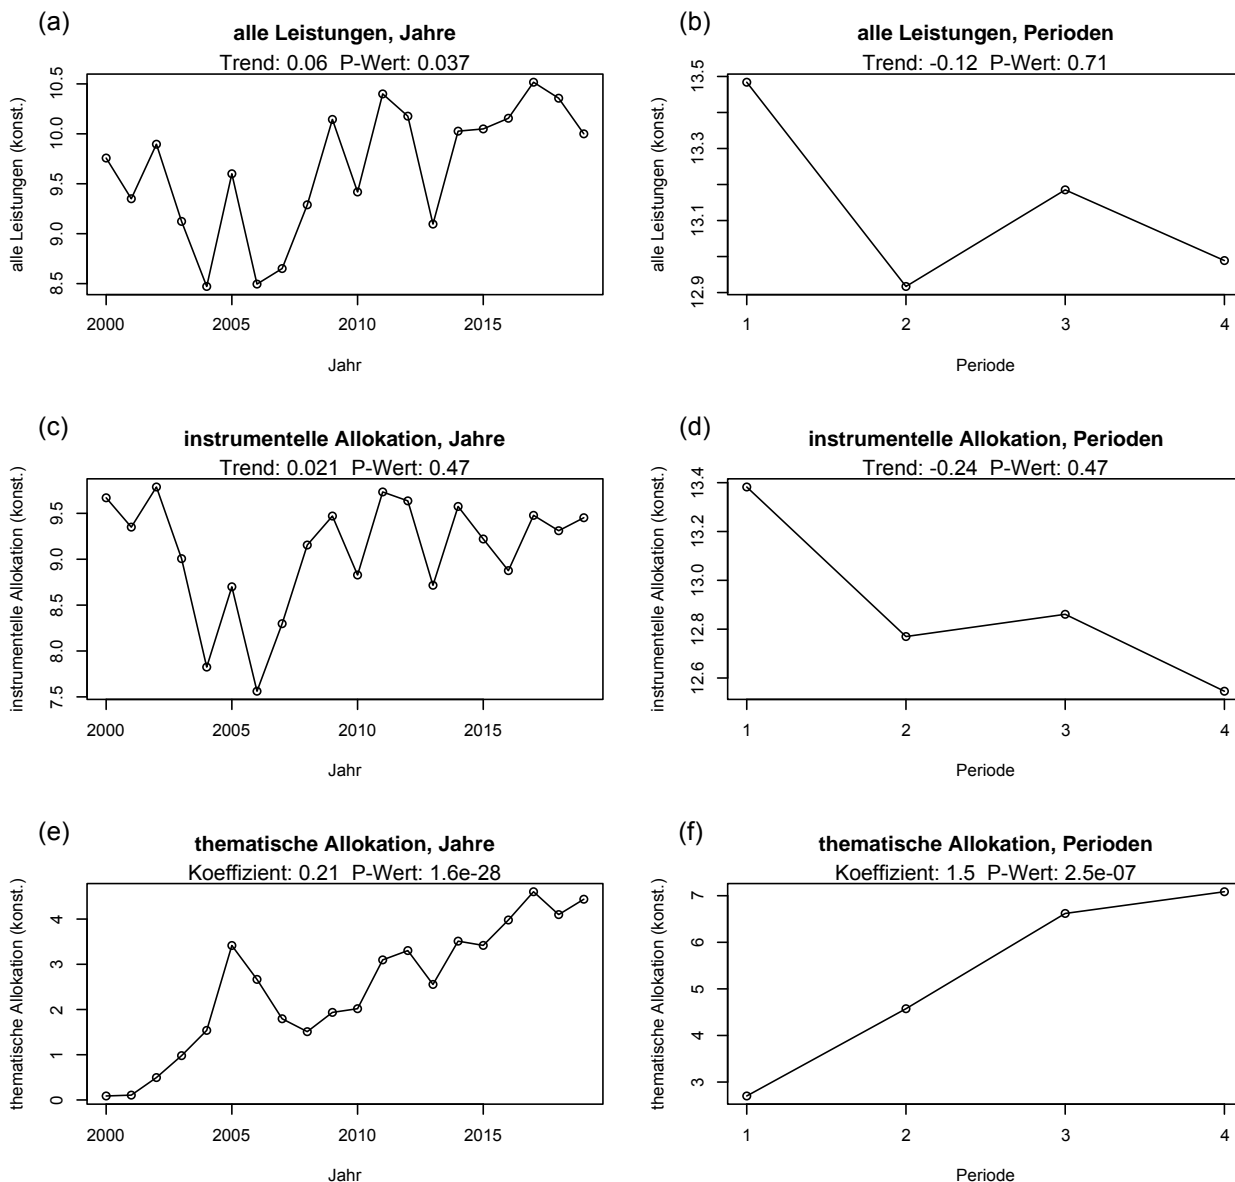 (a)
alle Leistungen, Jahre
Trend: 0.06 P-Wert: 0.037
alle Leistungen (konst.)
10.5
10.0
9.5
9.0
8.5
2000 2005 2010 2015
Jahr
(b)
alle Leistungen, Perioden
Trend: -0.12 P-Wert: 0.71
alle Leistungen (konst.)
13.5
13.3
13.1
12.9
1 2 3 4
Periode
(c)
instrumentelle Allokation, Jahre
Trend: 0.021 P-Wert: 0.47
instrumentelle Allokation (konst.)
9.5
9.0
8.5
8.0
7.5
2000 2005 2010 2015
Jahr
(d)
instrumentelle Allokation, Perioden
Trend: -0.24 P-Wert: 0.47
instrumentelle Allokation (konst.)
13.4
13.2
13.0
12.8
12.6
1 2 3 4
Periode
(e)
thematische Allokation, Jahre
Koeffizient: 0.21 P-Wert: 1.6e-28
thematische Allokation (konst.)
4
3
2
1
0
2000 2005 2010 2015
Jahr
(f)
thematische Allokation, Perioden
Koeffizient: 1.5 P-Wert: 2.5e-07
thematische Allokation (konst.)
7
6
5
4
3
1 2 3 4
Periode